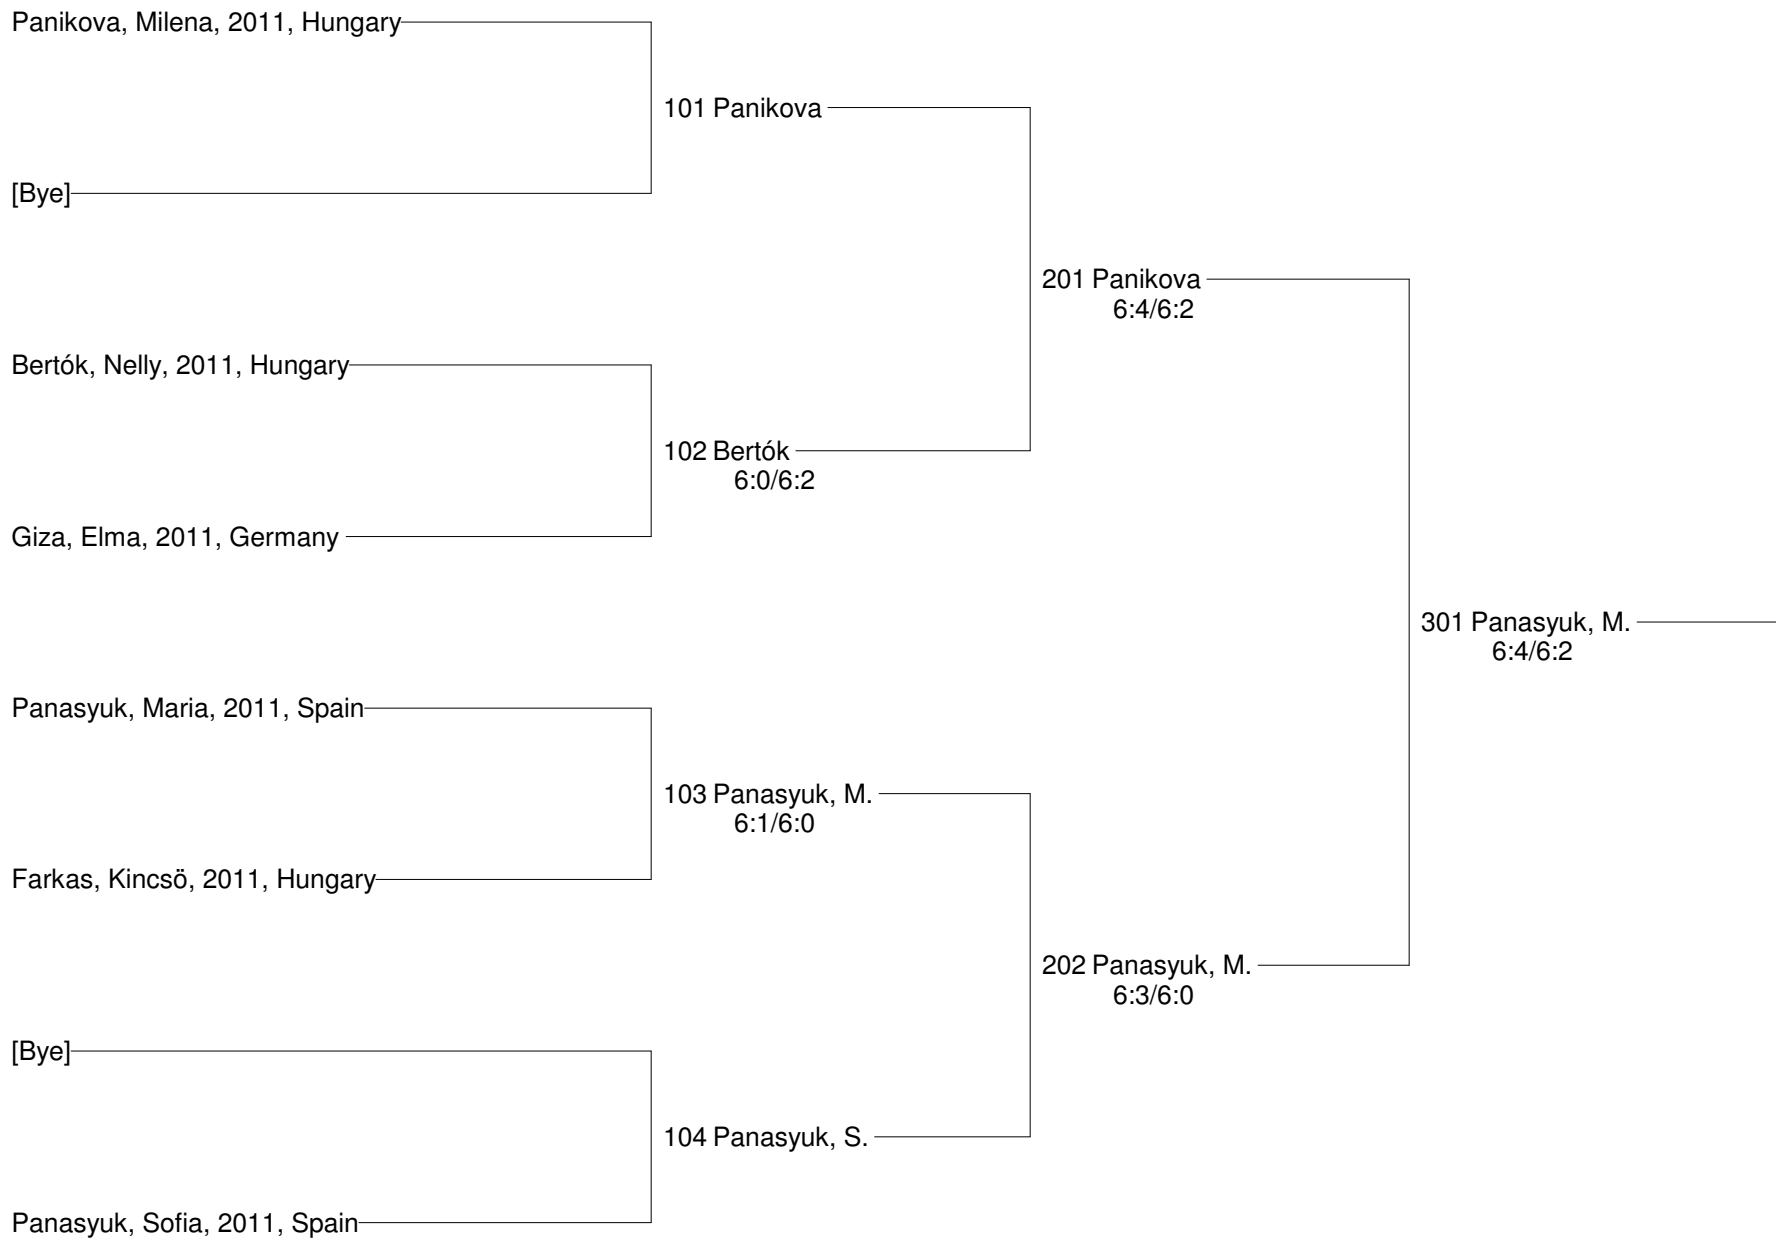 Panikova, Milena, 2011, Hungary
101 Panikova
[Bye]
201 Panikova
6:4/6:2
Bertók, Nelly, 2011, Hungary
102 Bertók
6:0/6:2
Giza, Elma, 2011, Germany
301 Panasyuk, M.
6:4/6:2
Panasyuk, Maria, 2011, Spain
103 Panasyuk, M.
6:1/6:0
Farkas, Kincsö, 2011, Hungary
202 Panasyuk, M.
6:3/6:0
[Bye]
104 Panasyuk, S.
Panasyuk, Sofia, 2011, Spain